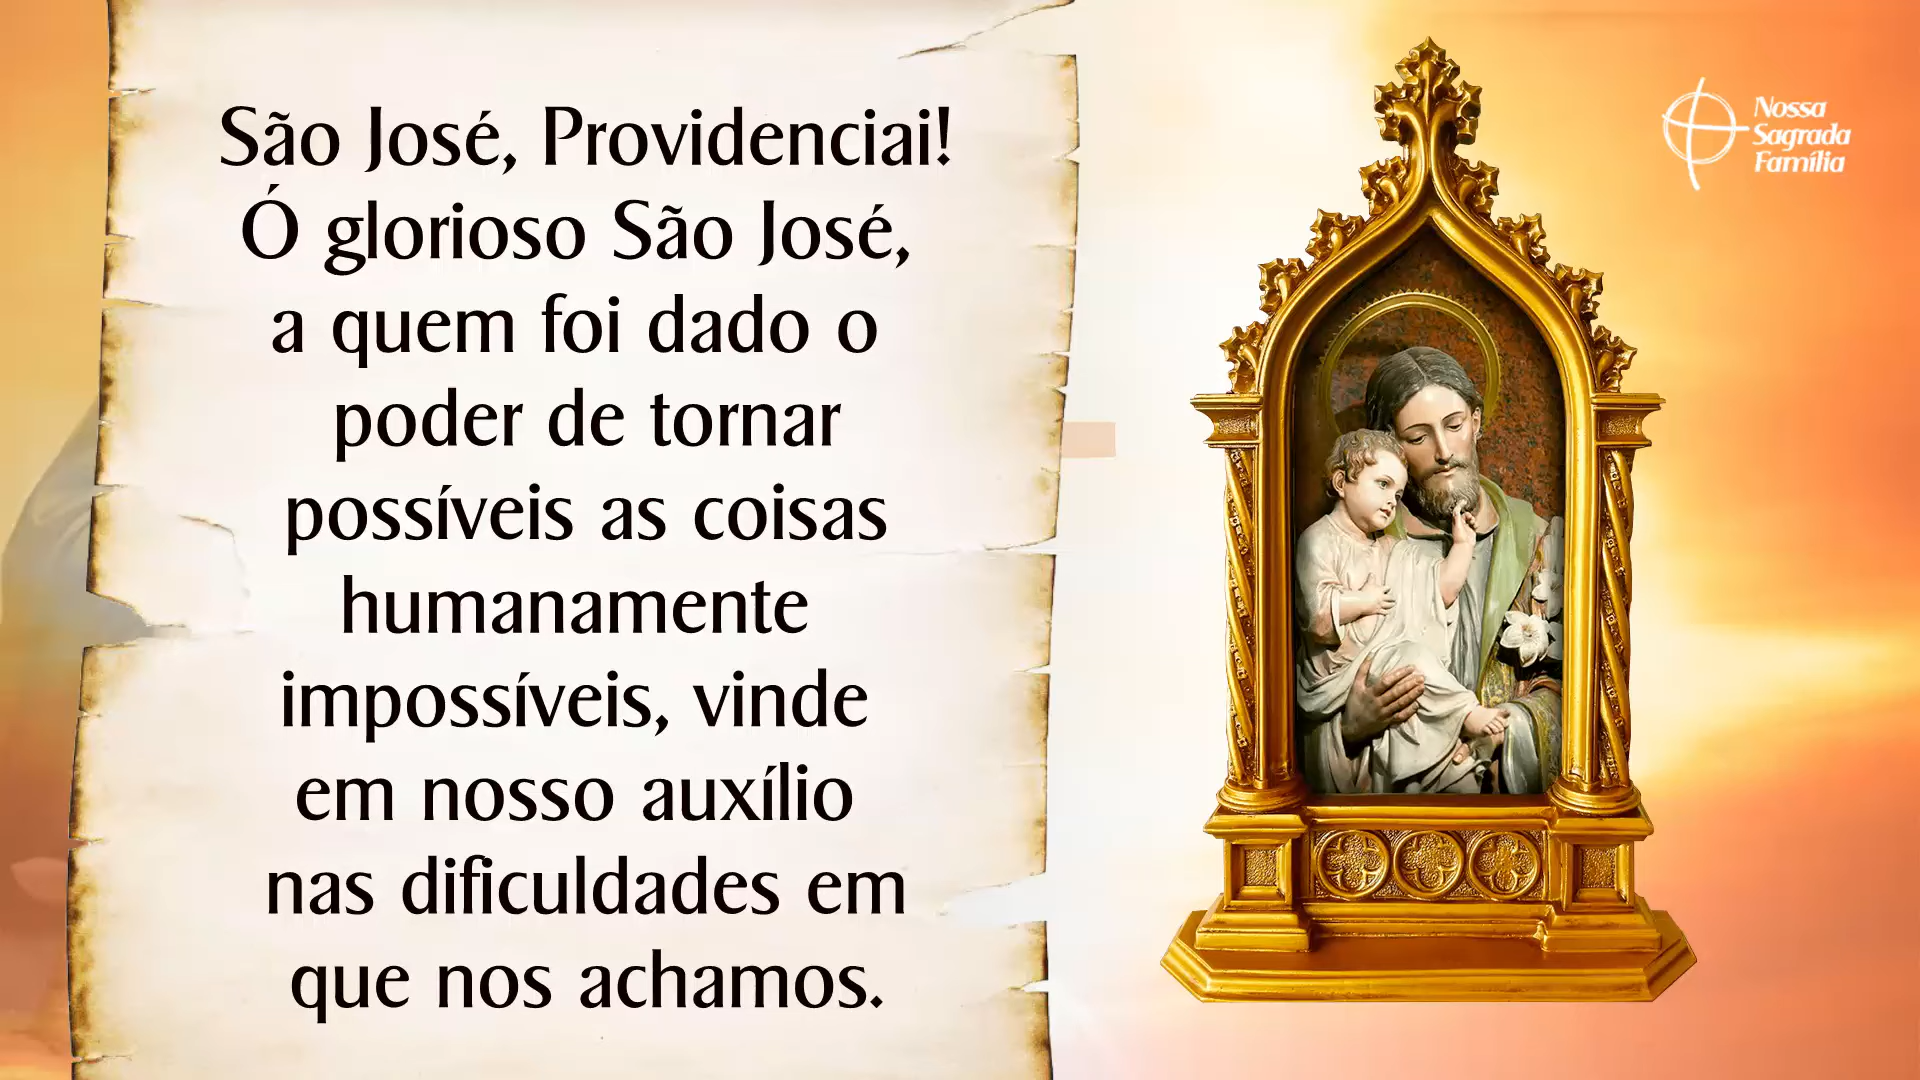 São José, Providenciai!
Ó glorioso São José,
a quem foi dado o
poder de tornar
possíveis as coisas
humanamente
impossíveis, vinde
em nosso auxílio
nas dificuldades em
que nos achamos.
Nossa
Sagrada
Família